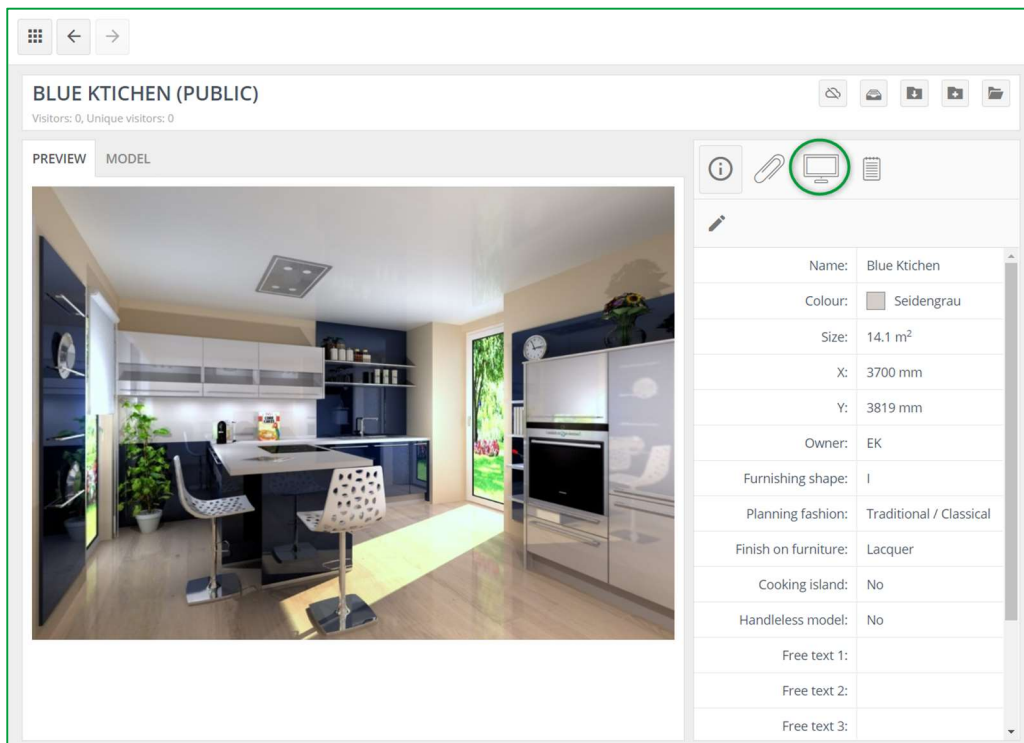 BLUE KTICHEN (PUBLIC)
Visitors: 0, Unique visitors: 0
PREVIEW MODEL
Name: Blue Ktichen
Colour: Seidengrau
Size: 14.1 m²
X: 3700 mm
Y: 3819 mm
Owner: EK
Furnishing shape: I
Planning fashion: Traditional / Classical
Finish on furniture: Lacquer
Cooking island: No
Handleless model: No
Free text 1:
Free text 2:
Free text 3: